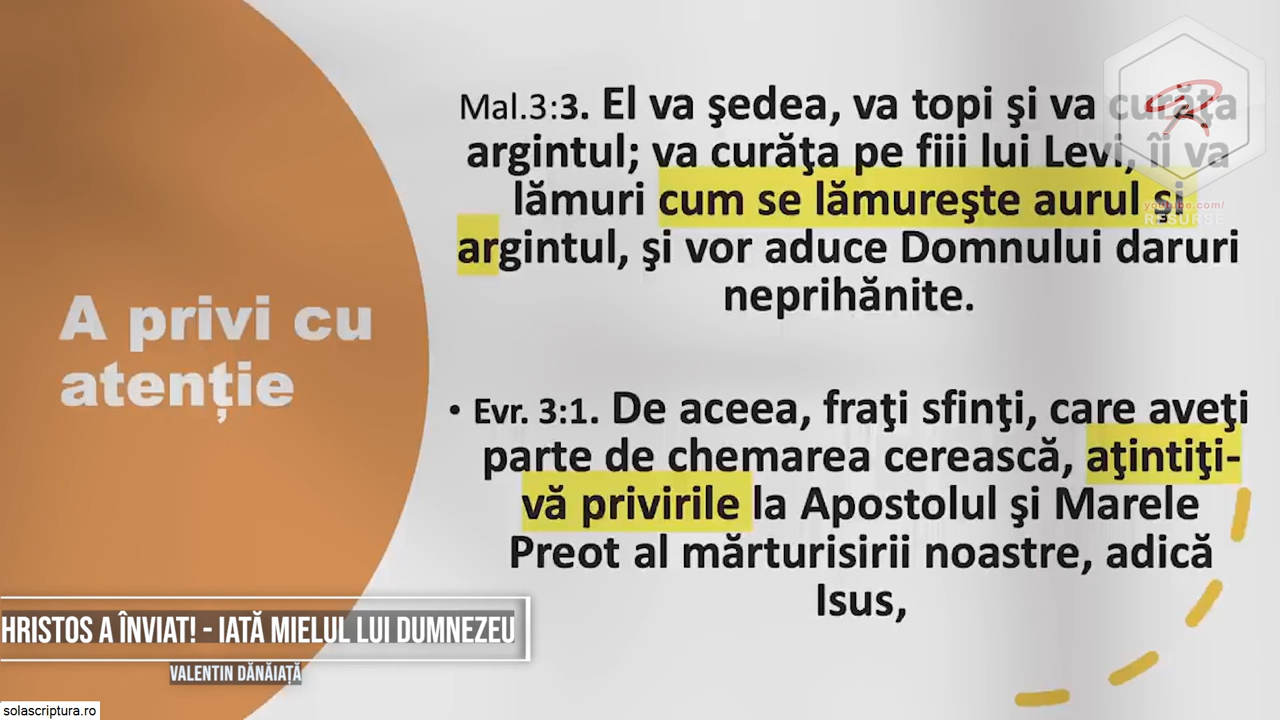 A privi cu
atenție
Mal.3:3. El va şedea, va topi şi va curăţa
argintul; va curăţa pe fiii lui Levi, îi va
lămuri cum se lămureşte aurul şi
argintul, şi vor aduce Domnului daruri
neprihănite.
• Evr. 3:1. De aceea, fraţi sfinţi, care aveţi
parte de chemarea cerească, aţintiţi-
vă privirile la Apostolul şi Marele
Preot al mărturisirii noastre, adică
Isus,
youtube.com/
RESURSE
HRISTOS A ÎNVIAT! - IATĂ MIELUL LUI DUMNEZEU
VALENTIN DĂNĂIAȚĂ
solascriptura.ro